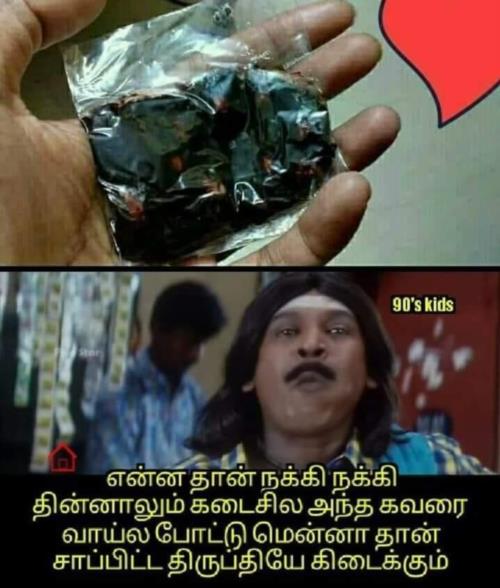 90's kids
என்ன தான் நக்கி நக்கி
தின்னாலும் கடைசில அந்த கவரை
வாய்ல போட்டு மென்னா தான்
சாப்பிட்ட திருப்தியே கிடைக்கும்